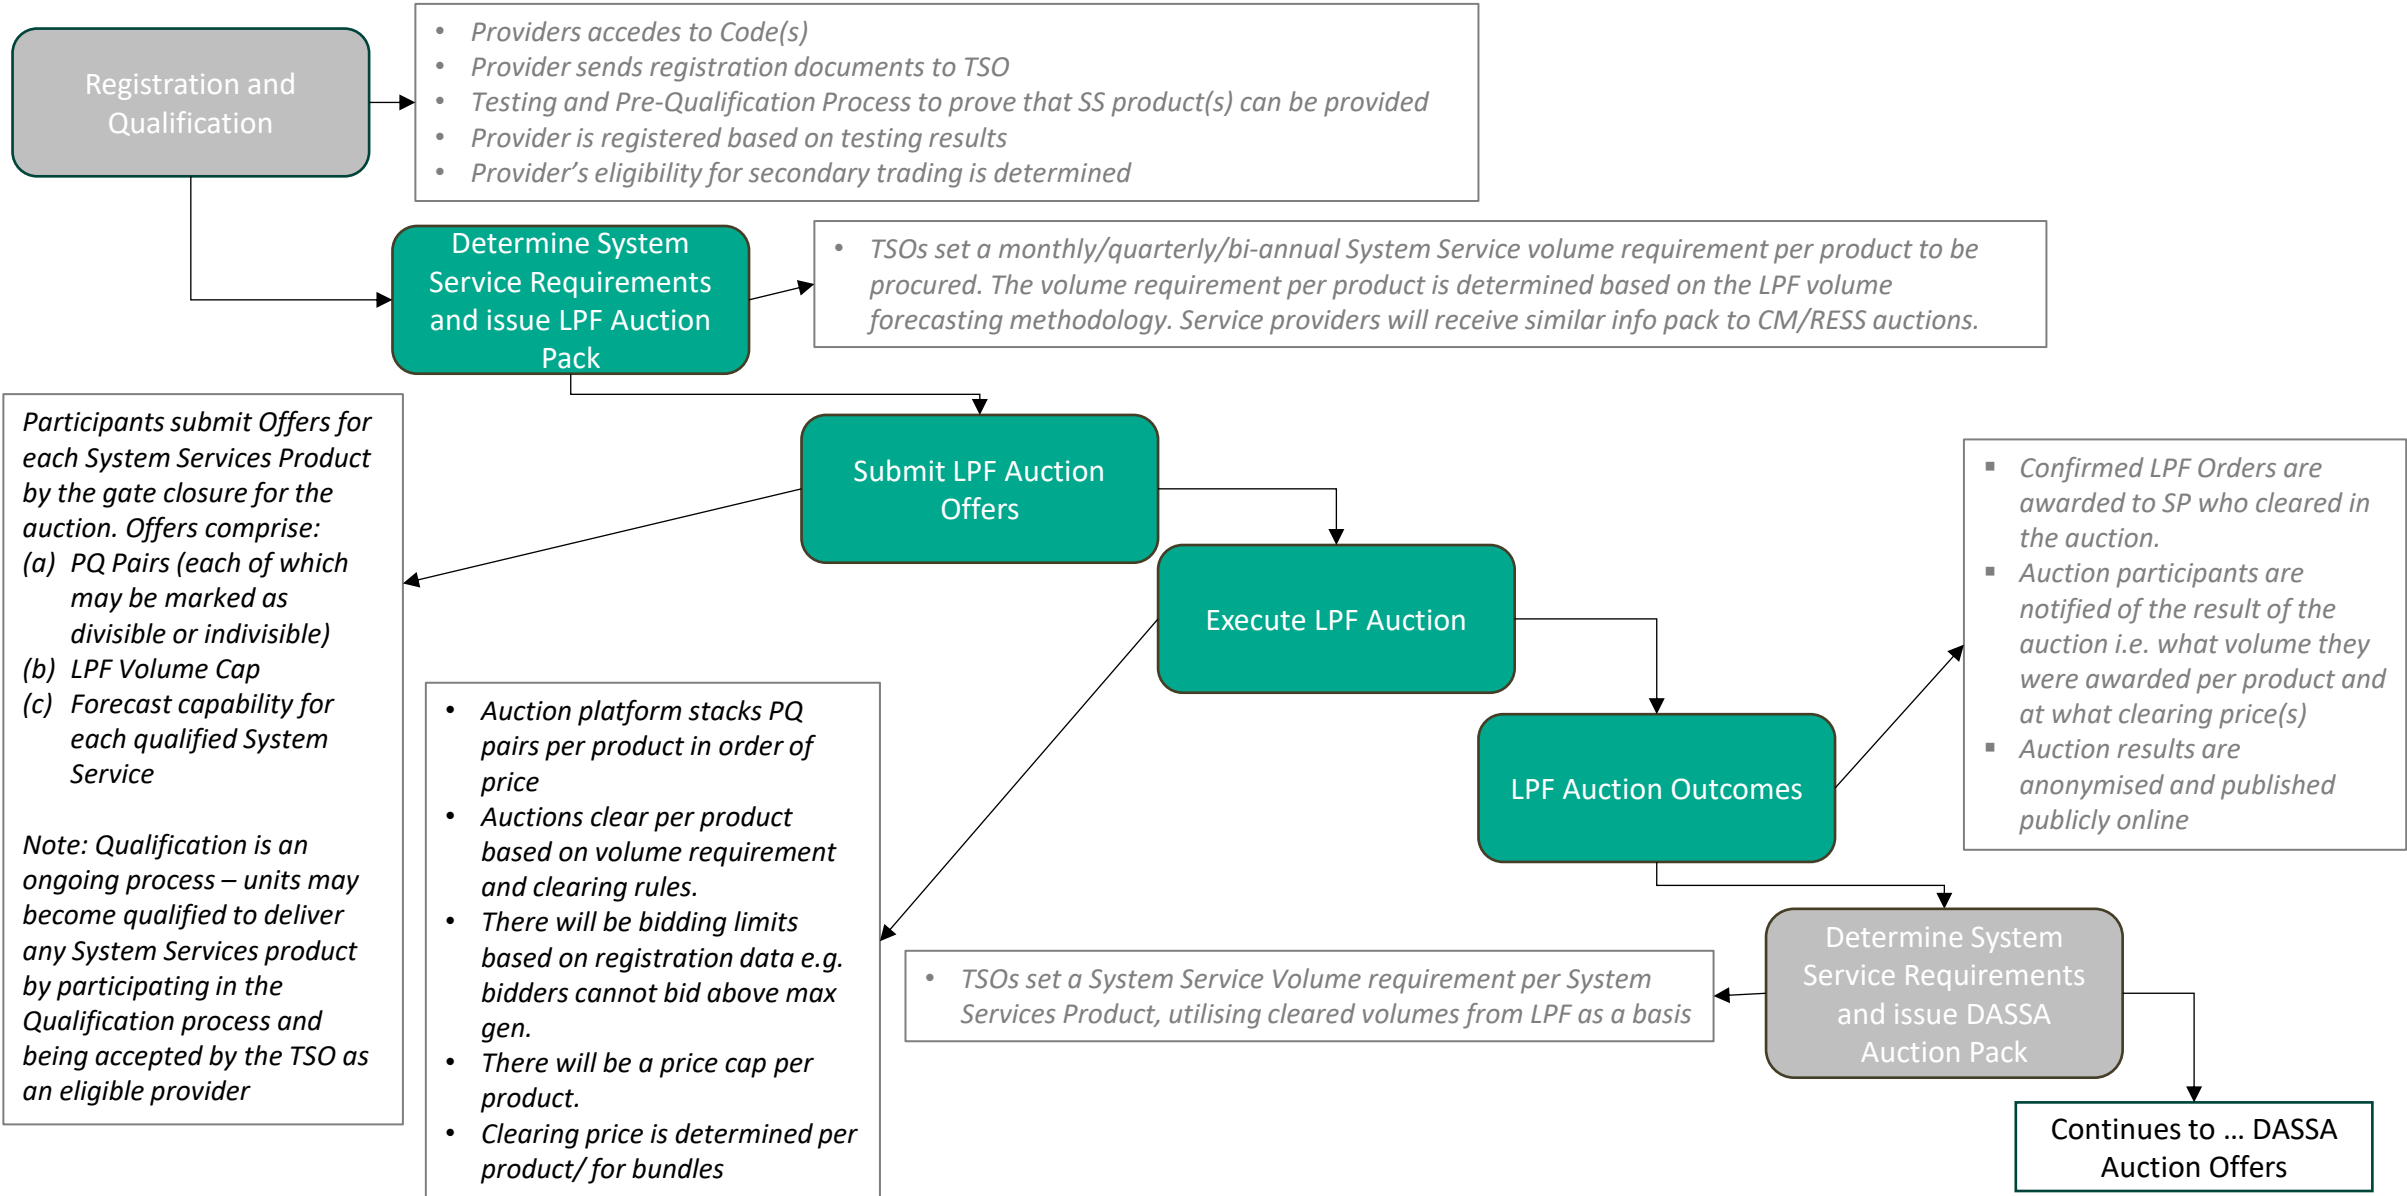 Registration and
Qualification
• Providers accedes to Code(s)
• Provider sends registration documents to TSO
• Testing and Pre-Qualification Process to prove that SS product(s) can be provided
• Provider is registered based on testing results
• Provider’s eligibility for secondary trading is determined
Determine System
Service Requirements
and issue LPF Auction
Pack
• TSOs set a monthly/quarterly/bi-annual System Service volume requirement per product to be
procured. The volume requirement per product is determined based on the LPF volume
forecasting methodology. Service providers will receive similar info pack to CM/RESS auctions.
Participants submit Offers for
each System Services Product
by the gate closure for the
auction. Offers comprise:
(a) PQ Pairs (each of which
may be marked as
divisible or indivisible)
(b) LPF Volume Cap
(c) Forecast capability for
each qualified System
Service
Note: Qualification is an
ongoing process – units may
become qualified to deliver
any System Services product
by participating in the
Qualification process and
being accepted by the TSO as
an eligible provider
Submit LPF Auction
Offers
Execute LPF Auction
• Auction platform stacks PQ
pairs per product in order of
price
• Auctions clear per product
based on volume requirement
and clearing rules.
• There will be bidding limits
based on registration data e.g.
bidders cannot bid above max
gen.
• There will be a price cap per
product.
• Clearing price is determined per
product/ for bundles
LPF Auction Outcomes
▪ Confirmed LPF Orders are
awarded to SP who cleared in
the auction.
▪ Auction participants are
notified of the result of the
auction i.e. what volume they
were awarded per product and
at what clearing price(s)
▪ Auction results are
anonymised and published
publicly online
Determine System
Service Requirements
and issue DASSA
Auction Pack
• TSOs set a System Service Volume requirement per System
Services Product, utilising cleared volumes from LPF as a basis
Continues to … DASSA
Auction Offers